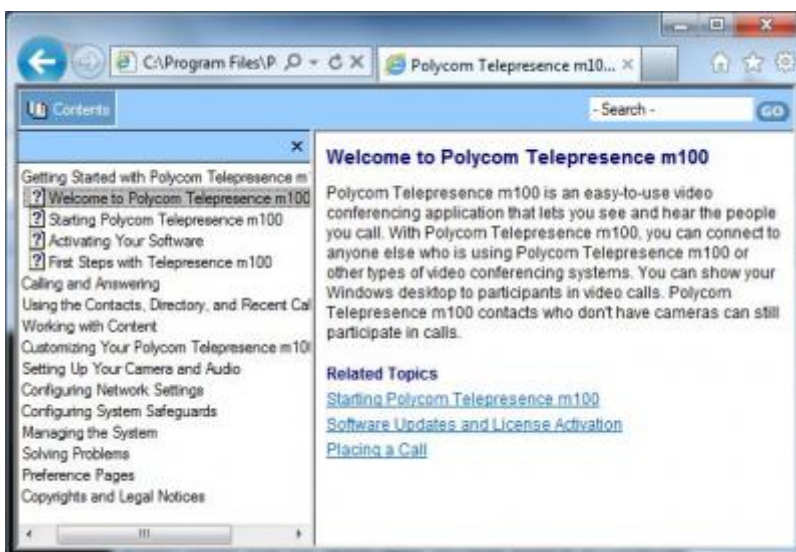 C:\Program Files\P
Polycom Telepresence m10...
Contents
- Search -
GO
Getting Started with Polycom Telepresence m
Welcome to Polycom Telepresence m100
Starting Polycom Telepresence m100
Activating Your Software
First Steps with Telepresence m100
Calling and Answering
Using the Contacts, Directory, and Recent Cal
Working with Content
Customizing Your Polycom Telepresence m10
Setting Up Your Camera and Audio
Configuring Network Settings
Configuring System Safeguards
Managing the System
Solving Problems
Preference Pages
Copyrights and Legal Notices
Welcome to Polycom Telepresence m100
Polycom Telepresence m100 is an easy-to-use video
conferencing application that lets you see and hear the people
you call. With Polycom Telepresence m100, you can connect to
anyone else who is using Polycom Telepresence m100 or
other types of video conferencing systems. You can show your
Windows desktop to participants in video calls. Polycom
Telepresence m100 contacts who don't have cameras can still
participate in calls.
Related Topics
Starting Polycom Telepresence m100
Software Updates and License Activation
Placing a Call